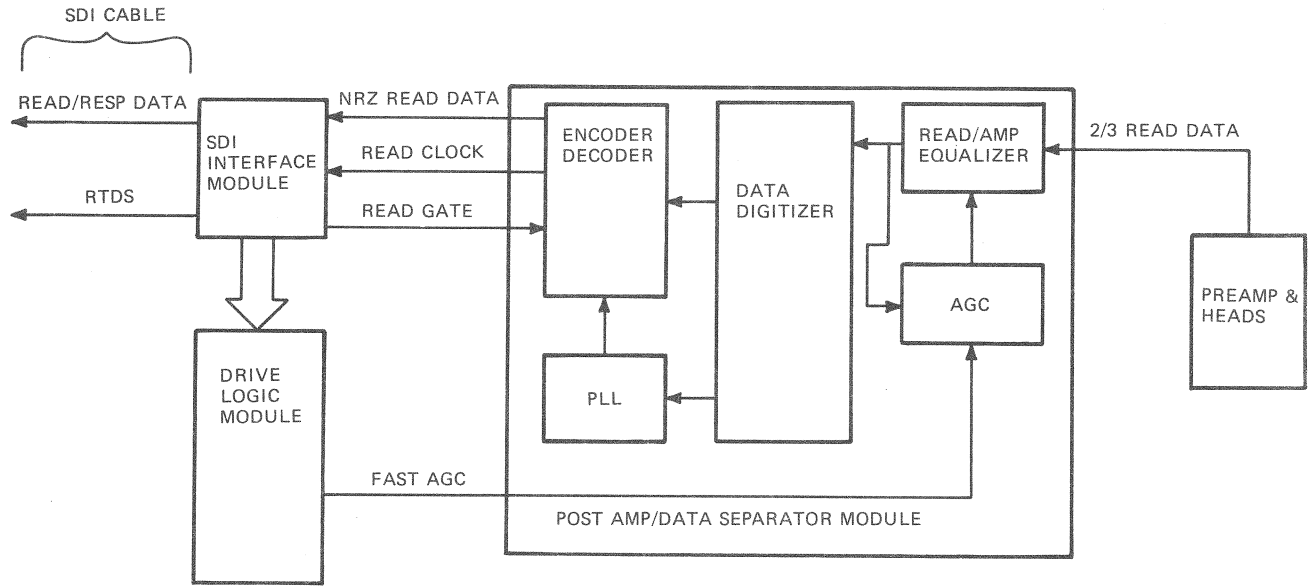 SDI CABLE
READ/RESP DATA
RTDS
SDI
INTERFACE
MODULE
NRZ READ DATA
READ CLOCK
READ GATE
ENCODER
DECODER
DATA
DIGITIZER
READ/AMP
EQUALIZER
2/3 READ DATA
AGC
PREAMP &
HEADS
DRIVE
LOGIC
MODULE
PLL
FAST AGC
POST AMP/DATA SEPARATOR MODULE